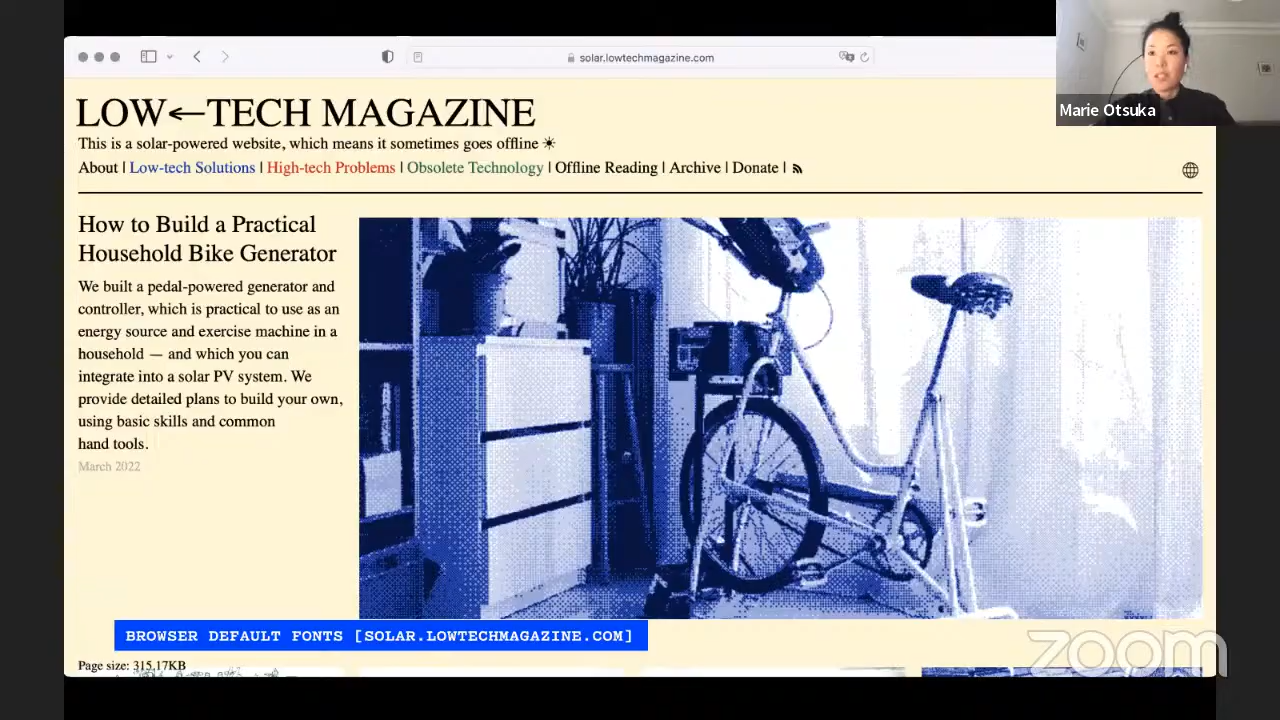 solar.lowtechmagazine.com
Marie Otsuka
LOW←TECH MAGAZINE
This is a solar-powered website, which means it sometimes goes offline ☀
About | Low-tech Solutions | High-tech Problems | Obsolete Technology | Offline Reading | Archive | Donate |
How to Build a Practical
Household Bike Generator
We built a pedal-powered generator and
controller, which is practical to use as an
energy source and exercise machine in a
household — and which you can
integrate into a solar PV system. We
provide detailed plans to build your own,
using basic skills and common
hand tools.
March 2022
BROWSER DEFAULT FONTS [SOLAR.LOWTECHMAGAZINE.COM]
Page size: 315.17KB
zoom